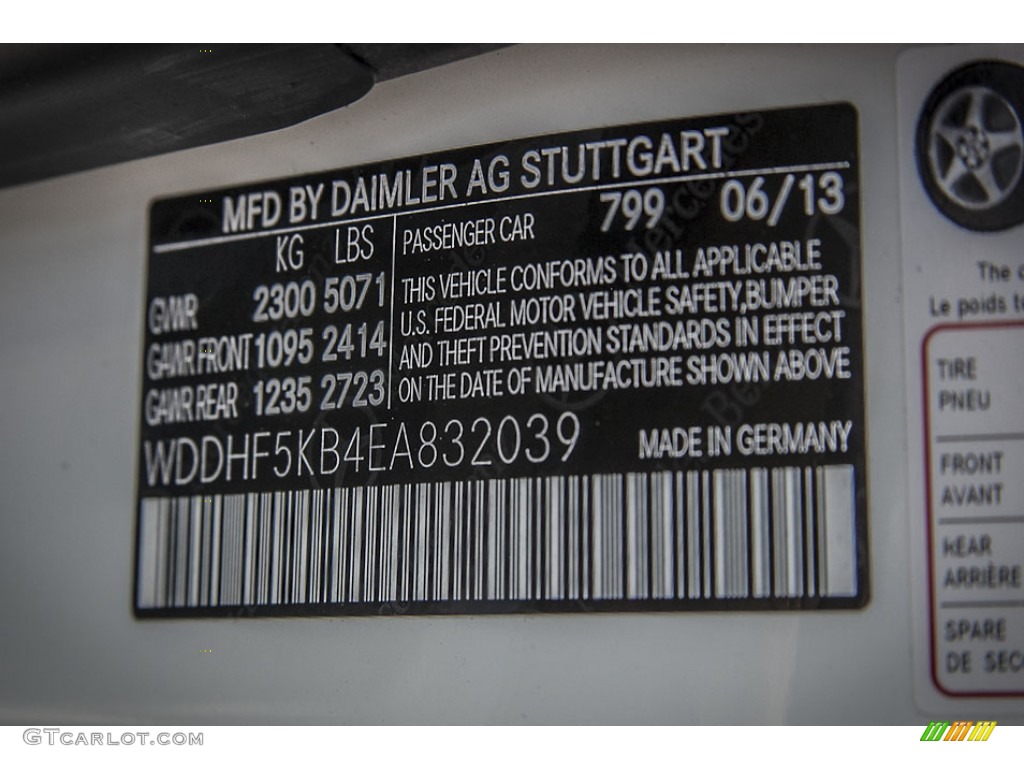 MFD BY DAIMLER AG STUTTGART
KG LBS
GVWR 2300 5071
GAWR FRONT 1095 2414
GAWR REAR 1235 2723
PASSENGER CAR 799 06/13
THIS VEHICLE CONFORMS TO ALL APPLICABLE
U.S. FEDERAL MOTOR VEHICLE SAFETY, BUMPER
AND THEFT PREVENTION STANDARDS IN EFFECT
ON THE DATE OF MANUFACTURE SHOWN ABOVE
WDDHF5KB4EA832039
MADE IN GERMANY
The
Le poids
TIRE
PNEU
FRONT
AVANT
REAR
ARRIÈRE
SPARE
DE
GTCARLOT.COM